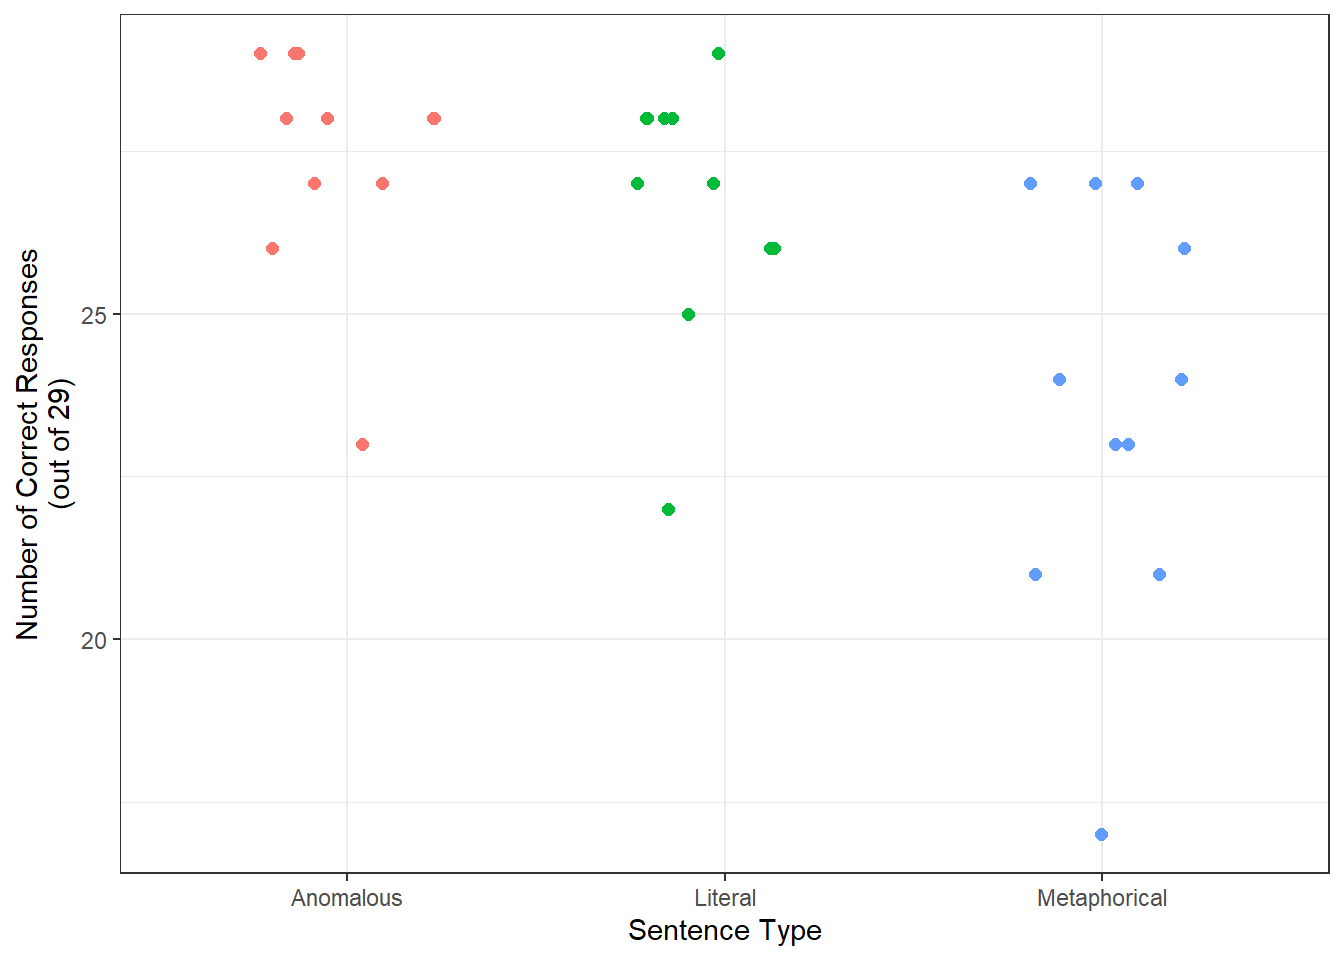 Number of Correct Responses
(out of 29)
25
20
Anomalous
Literal
Metaphorical
Sentence Type